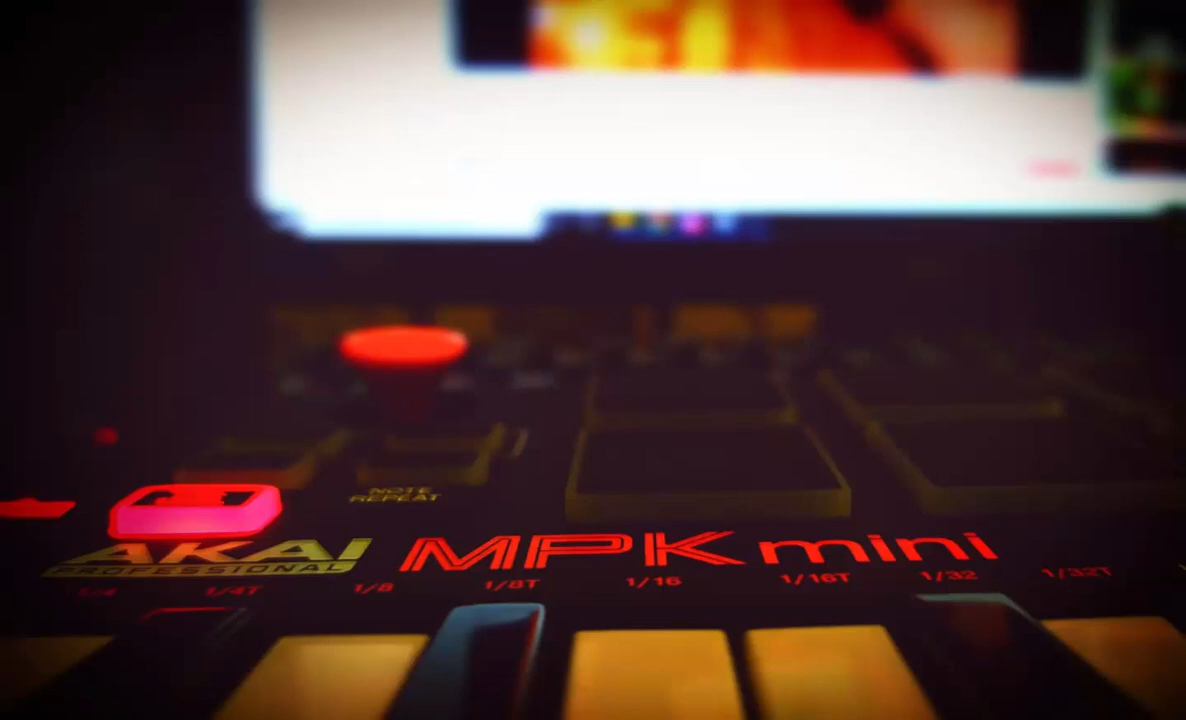 NOTE
REPEAT
AKAI MPK mini
PROFESSIONAL
1/4 1/4T 1/8 1/8T 1/16 1/16T 1/32 1/32T